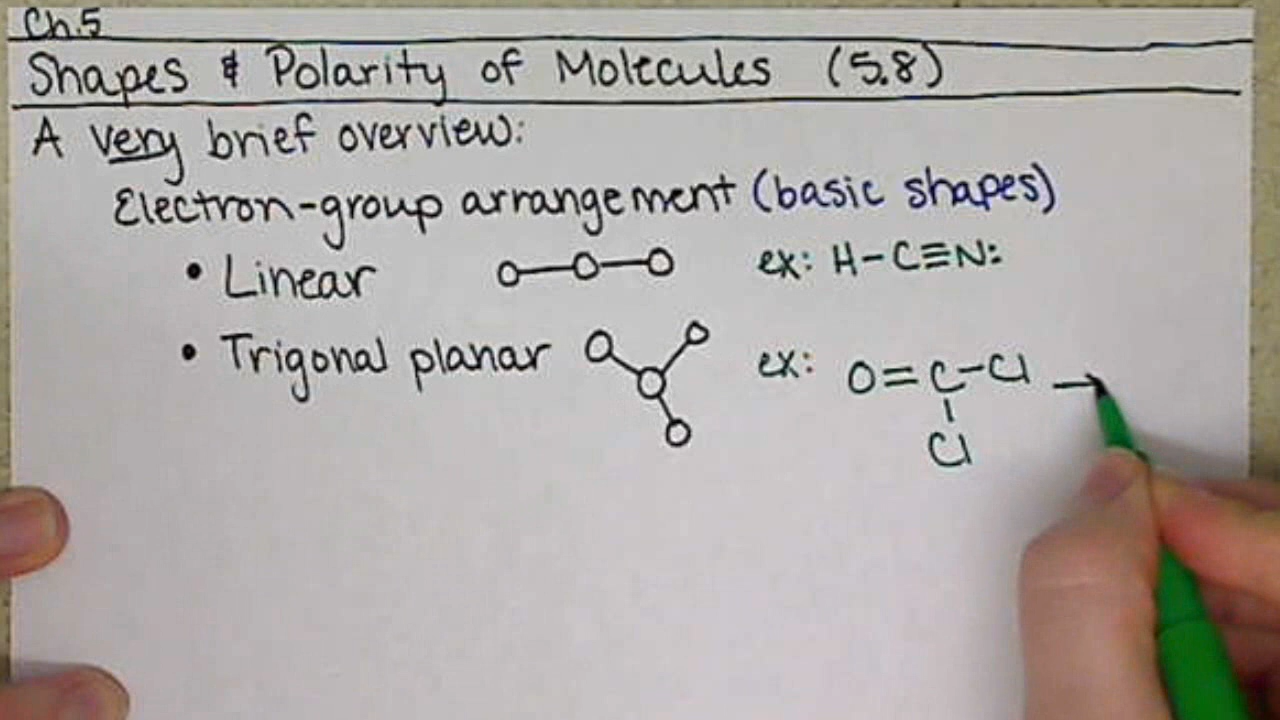 Ch.5
Shapes & Polarity of Molecules (5.8)
A very brief overview:
Electron-group arrangement (basic shapes)
• Linear ex: H-C≡N:
• Trigonal planar ex: O=C-Cl →
Cl